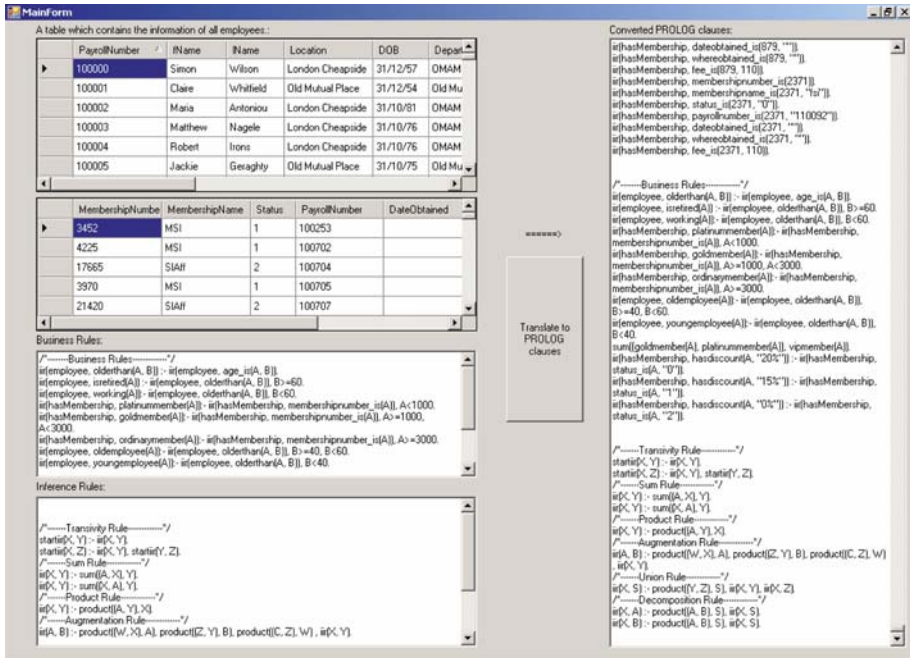 MainForm
A table which contains the information of all employees.:
PayrollNumber fName lName Location DOB Depart
100000 Simon Wilson London Cheapside 31/12/57 OMAM
100001 Claire Whitfield Old Mutual Place 31/12/54 Old Mu
100002 Maria Antoniou London Cheapside 31/10/81 OMAM
100003 Matthew Nagele London Cheapside 31/10/76 OMAM
100004 Robert Irons London Cheapside 31/10/76 OMAM
100005 Jackie Geraghty Old Mutual Place 31/10/75 Old Mu
MembershipNumbe MembershipName Status PayrollNumber DateObtained
3452 MSI 1 100253
4225 MSI 1 100702
17665 SIAff 2 100704
3970 MSI 1 100705
21420 SIAff 2 100707
Business Rules:
/*-------Business Rules------------*/
iir(employee, olderthan(A, B)) :- iir(employee, age_is(A, B)).
iir(employee, isretired(A)) :- iir(employee, olderthan(A, B)), B>=60.
iir(employee, working(A)):- iir(employee, olderthan(A, B)), B<60.
iir(hasMembership, platinummember(A)):- iir(hasMembership, membershipnumber_is(A)), A<1000.
iir(hasMembership, goldmember(A)):- iir(hasMembership, membershipnumber_is(A)), A>=1000,
A<3000.
iir(hasMembership, ordinarymember(A)):- iir(hasMembership, membershipnumber_is(A)), A>=3000.
iir(employee, oldemployee(A)):- iir(employee, olderthan(A, B)), B>=40, B<60.
iir(employee, youngemployee(A)):- iir(employee, olderthan(A, B)), B<40.
Inference Rules:
/*------Transivity Rule------------*/
startiir(X, Y) :- iir(X, Y).
startiir(X, Z) :- iir(X, Y), startiir(Y, Z).
/*------Sum Rule------------*/
iir(X, Y) :- sum((A, X), Y).
iir(X, Y) :- sum((X, A), Y).
/*------Product Rule------------*/
iir(X, Y) :- product((A, Y), X).
/*------Augmentation Rule------------*/
iir(A, B) :- product((W, X), A), product((Z, Y), B), product((C, Z), W) , iir(X, Y).
======>
Translate to
PROLOG
clauses
Converted PROLOG clauses:
iir(hasMembership, dateobtained_is(879, "")).
iir(hasMembership, whereobtained_is(879, "")).
iir(hasMembership, fee_is(879, 110)).
iir(hasMembership, membershipnumber_is(2371)).
iir(hasMembership, membershipname_is(2371, "fsi")).
iir(hasMembership, status_is(2371, "0")).
iir(hasMembership, payrollnumber_is(2371, "110092")).
iir(hasMembership, dateobtained_is(2371, "")).
iir(hasMembership, whereobtained_is(2371, "")).
iir(hasMembership, fee_is(2371, 110)).
/*-------Business Rules------------*/
iir(employee, olderthan(A, B)) :- iir(employee, age_is(A, B)).
iir(employee, isretired(A)) :- iir(employee, olderthan(A, B)), B>=60.
iir(employee, working(A)):- iir(employee, olderthan(A, B)), B<60.
iir(hasMembership, platinummember(A)):- iir(hasMembership,
membershipnumber_is(A)), A<1000.
iir(hasMembership, goldmember(A)):- iir(hasMembership,
membershipnumber_is(A)), A>=1000, A<3000.
iir(hasMembership, ordinarymember(A)):- iir(hasMembership,
membershipnumber_is(A)), A>=3000.
iir(employee, oldemployee(A)):- iir(employee, olderthan(A, B)),
B>=40, B<60.
iir(employee, youngemployee(A)):- iir(employee, olderthan(A, B)),
B<40.
sum((goldmember(A), platinummember(A)), vipmember(A)).
iir(hasMembership, hasdiscount(A, "20%")) :- iir(hasMembership,
status_is(A, "0")).
iir(hasMembership, hasdiscount(A, "15%")) :- iir(hasMembership,
status_is(A, "1")).
iir(hasMembership, hasdiscount(A, "0%")) :- iir(hasMembership,
status_is(A, "2")).
/*------Transivity Rule------------*/
startiir(X, Y) :- iir(X, Y).
startiir(X, Z) :- iir(X, Y), startiir(Y, Z).
/*------Sum Rule------------*/
iir(X, Y) :- sum((A, X), Y).
iir(X, Y) :- sum((X, A), Y).
/*------Product Rule------------*/
iir(X, Y) :- product((A, Y), X).
/*------Augmentation Rule------------*/
iir(A, B) :- product((W, X), A), product((Z, Y), B), product((C, Z), W)
, iir(X, Y).
/*------Union Rule------------*/
iir(X, S) :- product((Y, Z), S), iir(X, Y), iir(X, Z).
/*------Decomposition Rule------------*/
iir(X, A) :- product((A, B), S), iir(X, S).
iir(X, B) :- product((A, B), S), iir(X, S).